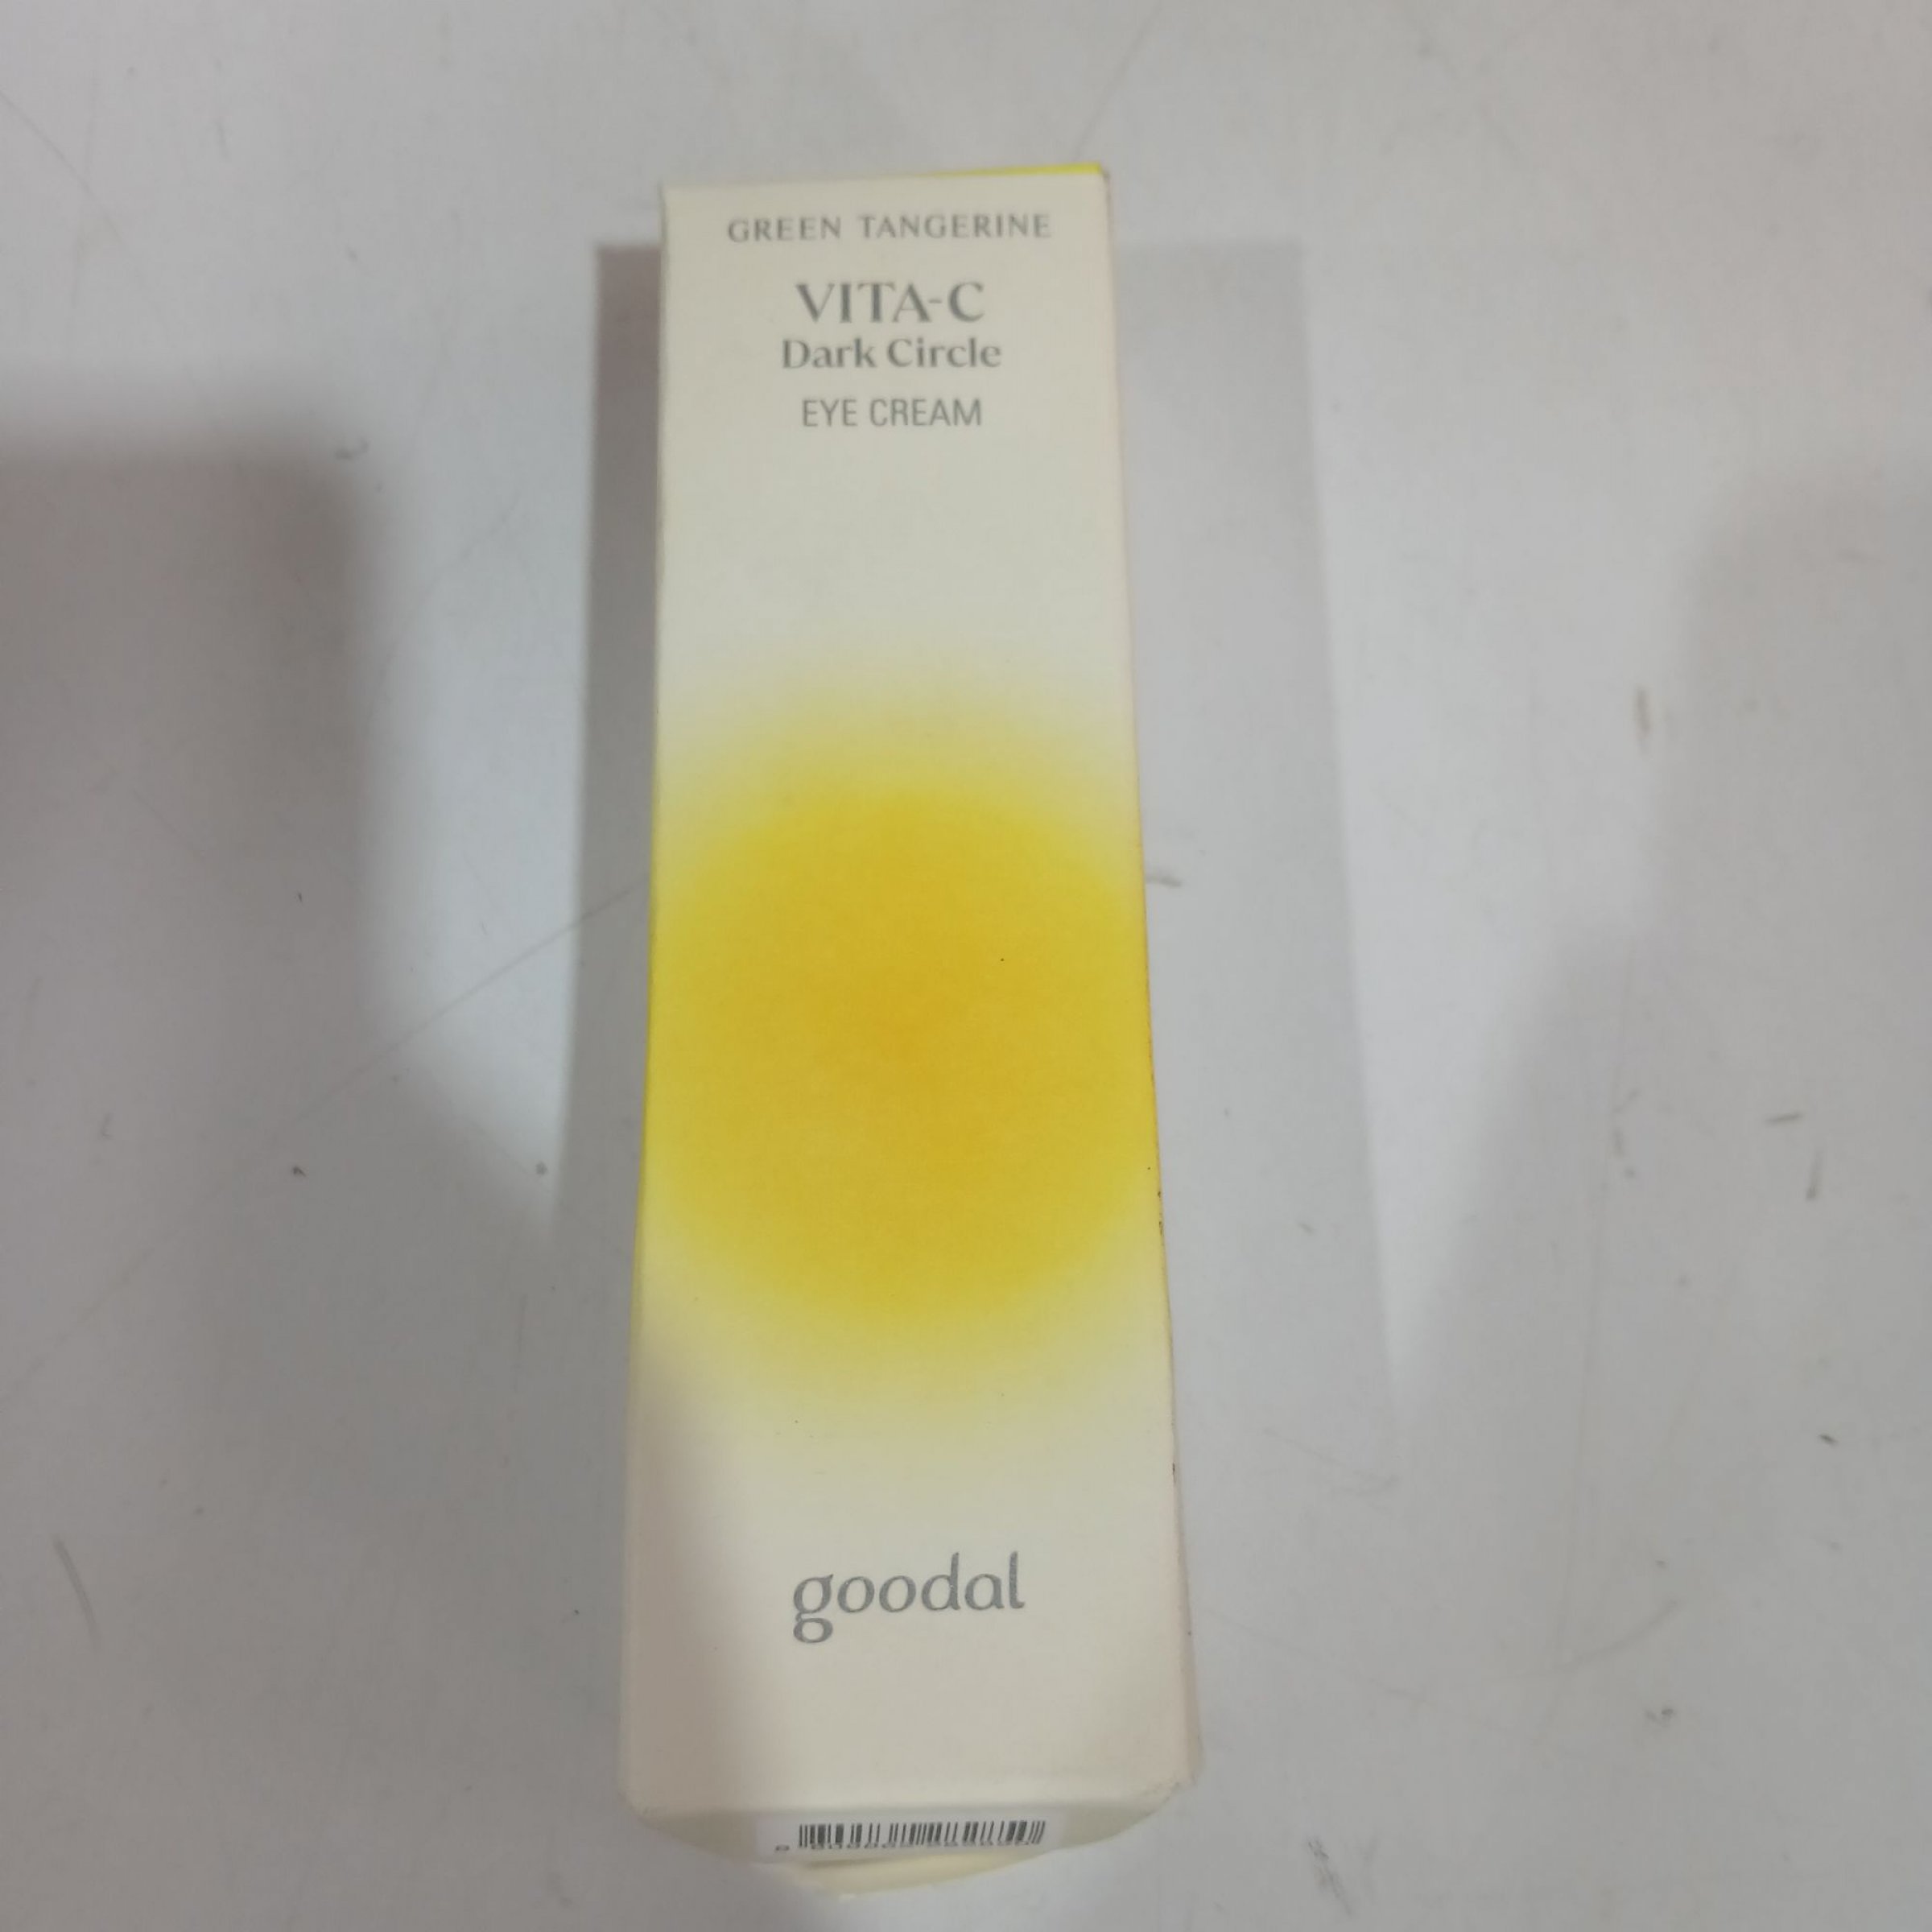 GREEN TANGERINE
VITA-C
Dark Circle
EYE CREAM
goodal